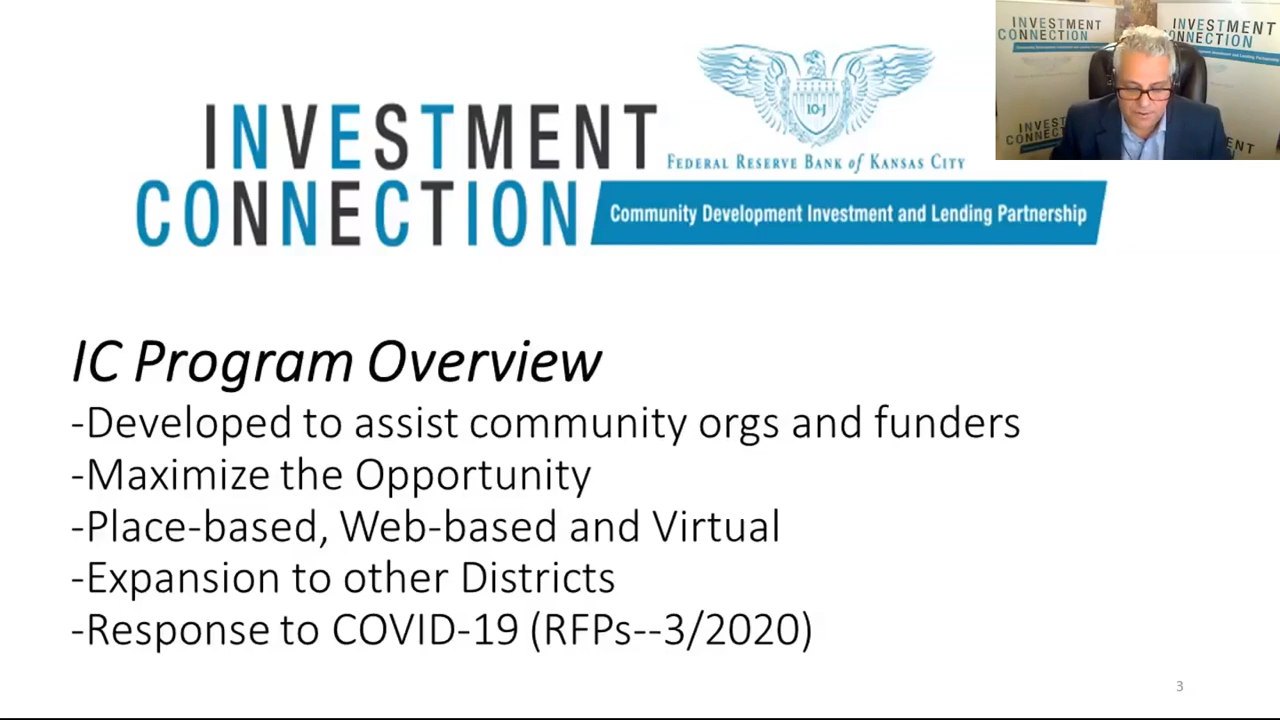 INVESTMENT
CONNECTION
10-J
FEDERAL RESERVE BANK of KANSAS CITY
Community Development Investment and Lending Partnership
INVESTMENT
CONNECTION
INVESTMENT
CONNECTION
IC Program Overview
-Developed to assist community orgs and funders
-Maximize the Opportunity
-Place-based, Web-based and Virtual
-Expansion to other Districts
-Response to COVID-19 (RFPs--3/2020)
3